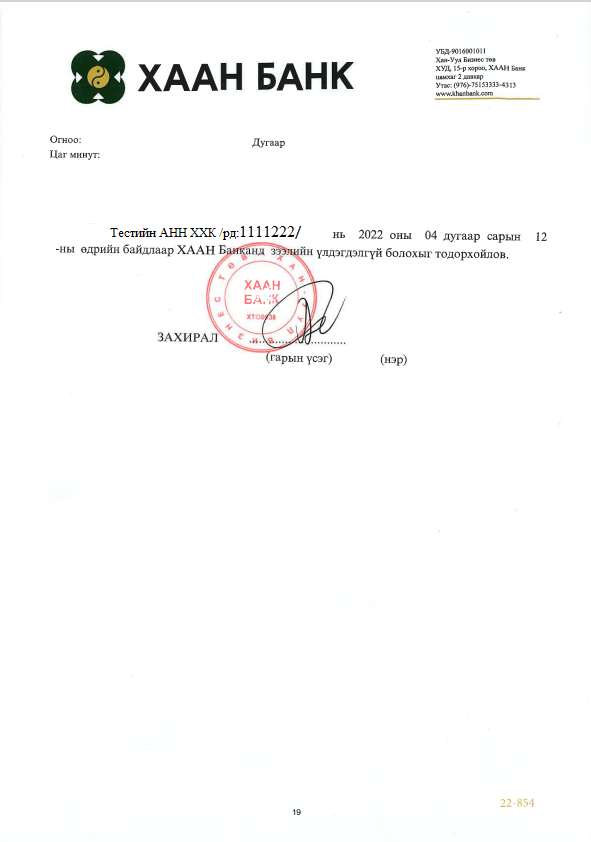 ХААН БАНК
УБД-9016001011
Хан-Уул Бизнес төв
ХУД, 15-р хороо, ХААН Банк
цамхаг 2 давхар
Утас: (976)-75153333-4313
www.khanbank.com
Огноо:
Дугаар
Цаг минут:
Тестийн АНН ХХК /рд:1111222/ нь 2022 оны 04 дугаар сарын 12
-ны өдрийн байдлаар ХААН Банканд зээлийн үлдэгдэлгүй болохыг тодорхойлов.
ХААН
БАНК
ЗАХИРАЛ ..............................
(гарын үсэг) (нэр)
22-854
19